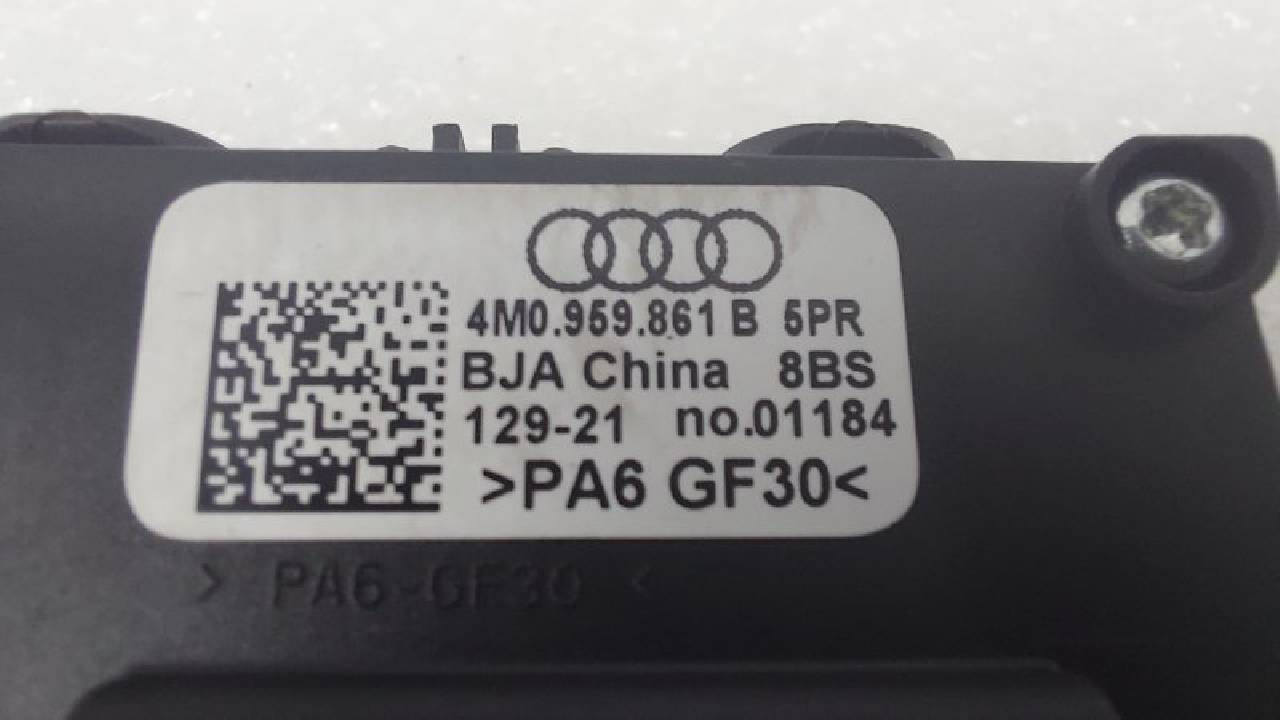 4M0.959.861 B 5PR
BJA China 8BS
129-21 no.01184
>PA6 GF30<
> PA6-GF30 <